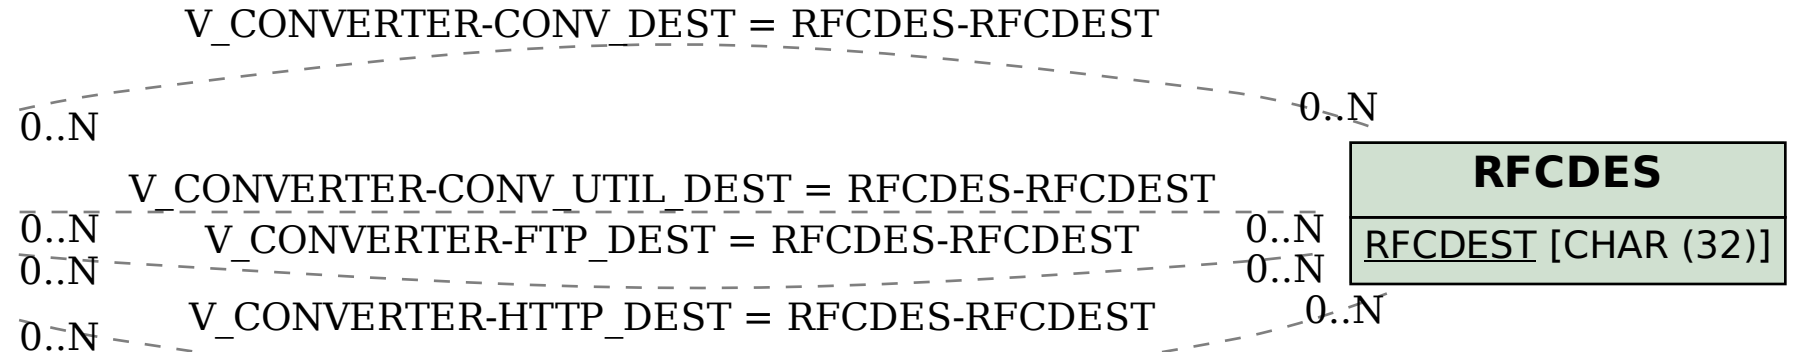 V_CONVERTER-CONV_DEST = RFCDES-RFCDEST
0..N
0..N
RFCDES
V_CONVERTER-CONV_UTIL_DEST = RFCDES-RFCDEST
0..N
0..N
V_CONVERTER-FTP_DEST = RFCDES-RFCDEST
RFCDEST [CHAR (32)]
0..N
0..N
V_CONVERTER-HTTP_DEST = RFCDES-RFCDEST
0..N
0..N